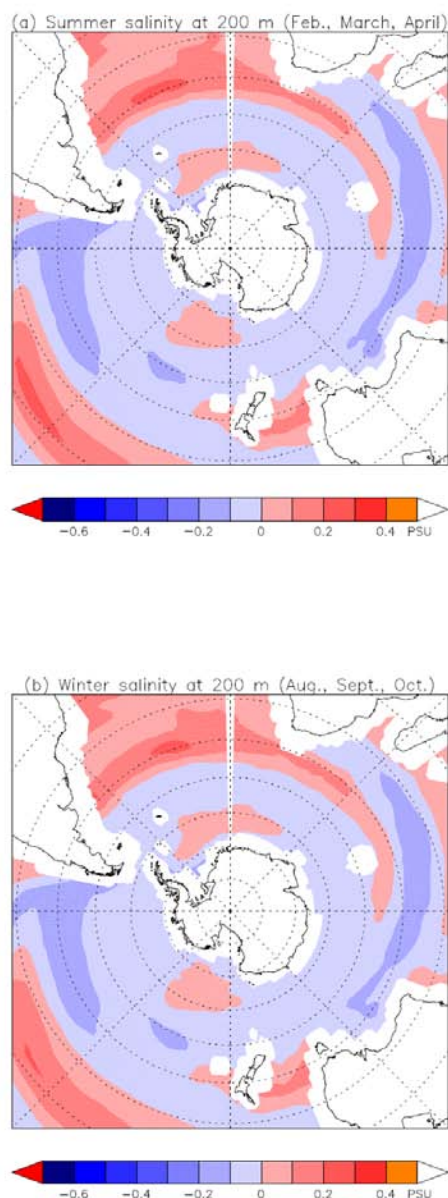 (a) Summer salinity at 200 m (Feb., March, April)
−0.6 −0.4 −0.2 0 0.2 0.4 PSU
(b) Winter salinity at 200 m (Aug., Sept., Oct.)
−0.6 −0.4 −0.2 0 0.2 0.4 PSU